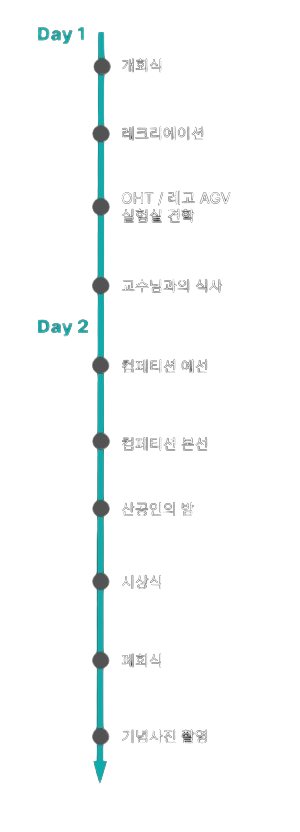 Day 1
개회식
레크리에이션
OHT / 레고 AGV
실험실 견학
교수님과의 식사
Day 2
컴페티션 예선
컴페티션 본선
산공인의 밤
시상식
폐회식
기념사진 촬영